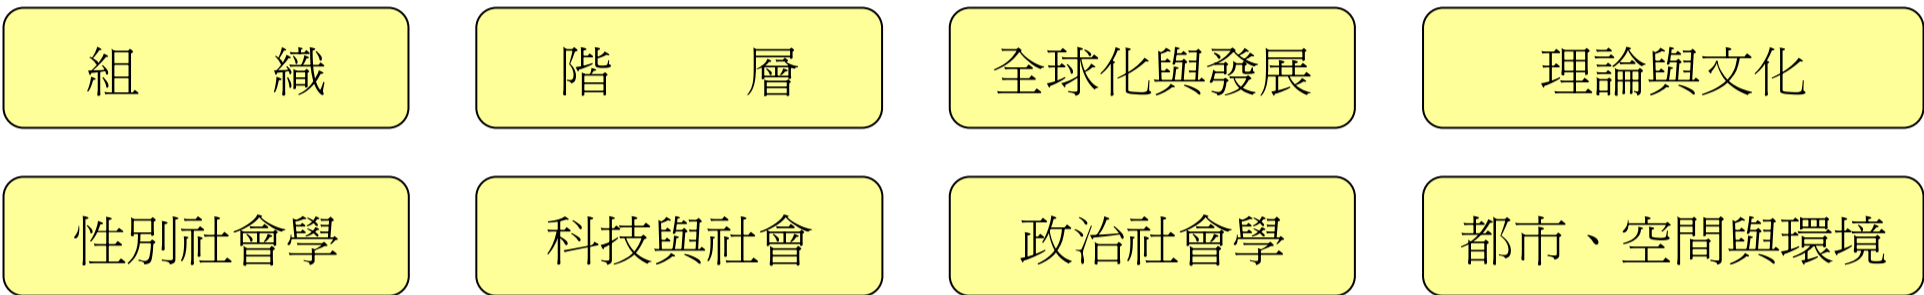 組 織
階 層
全球化與發展
理論與文化
性別社會學
科技與社會
政治社會學
都市、空間與環境